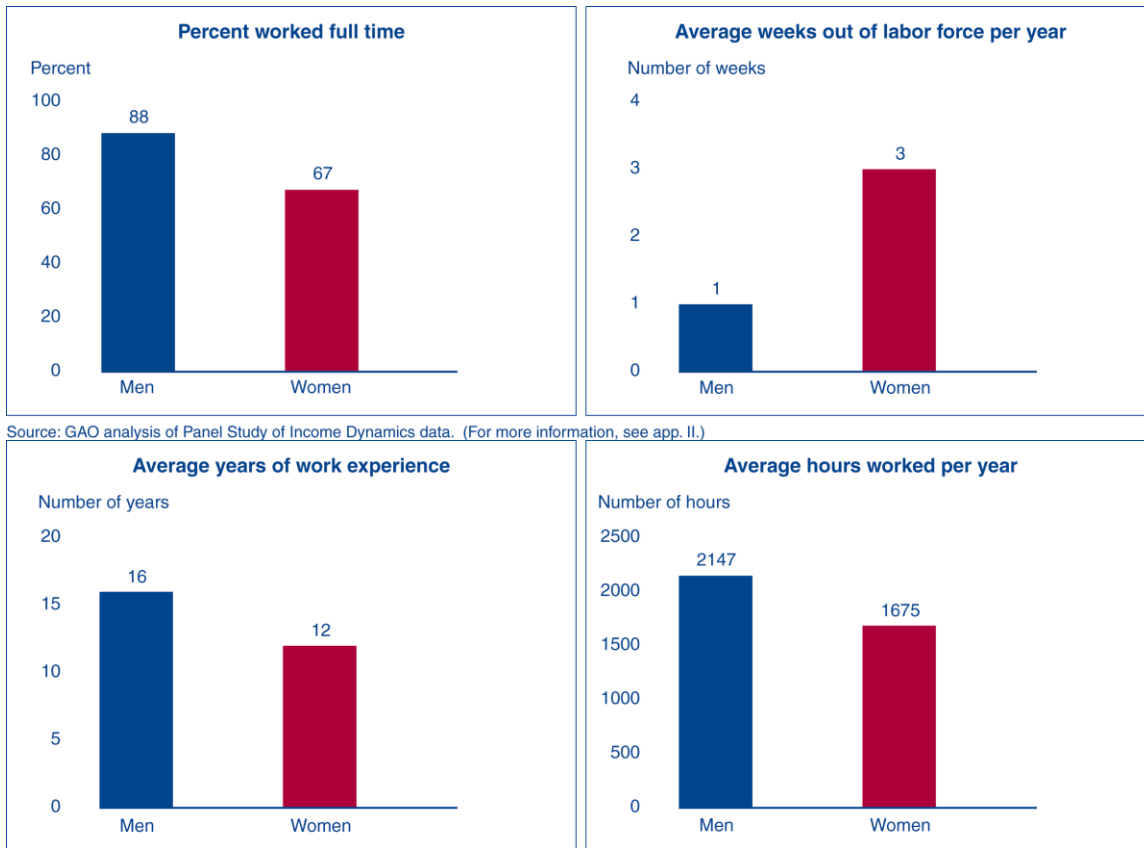 Percent worked full time
Percent
100
80
60
40
20
0
88
67
Men Women
Average weeks out of labor force per year
Number of weeks
4
3
2
1
0
1
3
Men Women
Source: GAO analysis of Panel Study of Income Dynamics data. (For more information, see app. II.)
Average years of work experience
Number of years
20
15
10
5
0
16
12
Men Women
Average hours worked per year
Number of hours
2500
2000
1500
1000
500
0
2147
1675
Men Women